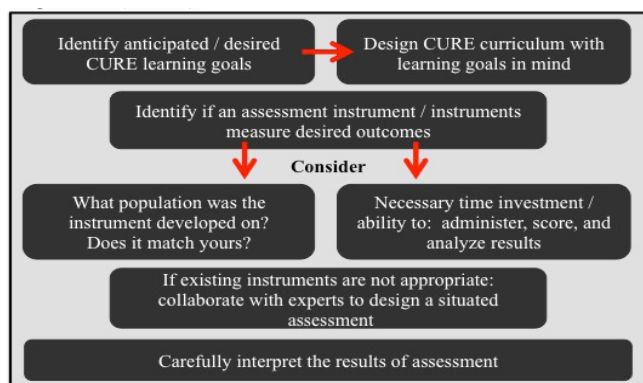 Identify anticipated / desired
CURE learning goals
Design CURE curriculum with
learning goals in mind
Identify if an assessment instrument / instruments
measure desired outcomes
Consider
What population was the
instrument developed on?
Does it match yours?
Necessary time investment /
ability to: administer, score, and
analyze results
If existing instruments are not appropriate:
collaborate with experts to design a situated
assessment
Carefully interpret the results of assessment